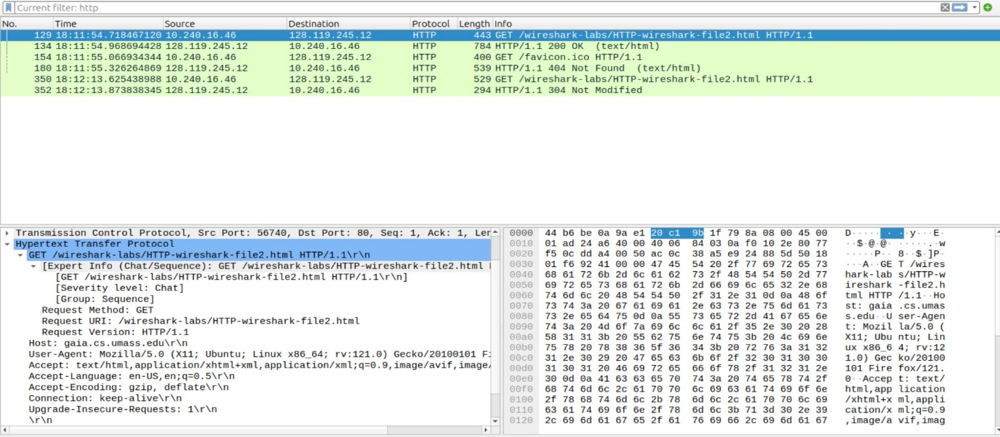 Current filter: http
No. Time Source Destination Protocol Length Info
129 18:11:54.718467120 10.240.16.46 128.119.245.12 HTTP 443 GET /wireshark-labs/HTTP-wireshark-file2.html HTTP/1.1
134 18:11:54.968694428 128.119.245.12 10.240.16.46 HTTP 784 HTTP/1.1 200 OK (text/html)
154 18:11:55.066934428 10.240.16.46 128.119.245.12 HTTP 400 GET /favicon.ico HTTP/1.1
180 18:11:55.326264869 128.119.245.12 10.240.16.46 HTTP 539 HTTP/1.1 404 Not Found (text/html)
350 18:12:13.625438988 10.240.16.46 128.119.245.12 HTTP 529 GET /wireshark-labs/HTTP-wireshark-file2.html HTTP/1.1
352 18:12:13.873838345 128.119.245.12 10.240.16.46 HTTP 294 HTTP/1.1 304 Not Modified
Transmission Control Protocol, Src Port: 56740, Dst Port: 80, Seq: 1, Ack: 1, Ler
Hypertext Transfer Protocol
GET /wireshark-labs/HTTP-wireshark-file2.html HTTP/1.1\r\n
[Expert Info (Chat/Sequence): GET /wireshark-labs/HTTP-wireshark-file2.html
[GET /wireshark-labs/HTTP-wireshark-file2.html HTTP/1.1\r\n]
[Severity level: Chat]
[Group: Sequence]
Request Method: GET
Request URI: /wireshark-labs/HTTP-wireshark-file2.html
Request Version: HTTP/1.1
Host: gaia.cs.umass.edu\r\n
User-Agent: Mozilla/5.0 (X11; Ubuntu; Linux x86_64; rv:121.0) Gecko/20100101 Fi
Accept: text/html,application/xhtml+xml,application/xml;q=0.9,image/avif,image/
Accept-Language: en-US,en;q=0.5\r\n
Accept-Encoding: gzip, deflate\r\n
Connection: keep-alive\r\n
Upgrade-Insecure-Requests: 1\r\n
\r\n
0000 44 b6 be 0a 9a e1 20 c1 9b 1f 79 8a 08 00 45 00 D····· · ·y···E·
0010 01 ad 24 a6 40 00 40 06 84 03 0a f0 10 2e 80 77 ··$·@·@· ·····.·w
0020 f5 0c dd a4 00 50 ac 0c 38 a5 e9 24 88 5d 50 18 ·····P·· 8··$·]P·
0030 01 f6 92 41 00 00 47 45 54 20 2f 77 69 72 65 73 ···A··GE T /wires
0040 68 61 72 6b 2d 6c 61 62 73 2f 48 54 54 50 2d 77 hark-lab s/HTTP-w
0050 69 72 65 73 68 61 72 6b 2d 66 69 6c 65 32 2e 68 ireshark -file2.h
0060 74 6d 6c 20 48 54 54 50 2f 31 2e 31 0d 0a 48 6f tml HTTP /1.1··Ho
0070 73 74 3a 20 67 61 69 61 2e 63 73 2e 75 6d 61 73 st: gaia .cs.umas
0080 73 2e 65 64 75 0d 0a 55 73 65 72 2d 41 67 65 6e s.edu··U ser-Agen
0090 74 3a 20 4d 6f 7a 69 6c 6c 61 2f 35 2e 30 20 28 t: Mozil la/5.0 (
00a0 58 31 31 3b 20 55 62 75 6e 74 75 3b 20 4c 69 6e X11; Ubu ntu; Lin
00b0 75 78 20 78 38 36 5f 36 34 3b 20 72 76 3a 31 32 ux x86_6 4; rv:12
00c0 31 2e 30 29 20 47 65 63 6b 6f 2f 32 30 31 30 30 1.0) Gec ko/20100
00d0 31 30 31 20 46 69 72 65 66 6f 78 2f 31 32 31 2e 101 Fire fox/121.
00e0 30 0d 0a 41 63 63 65 70 74 3a 20 74 65 78 74 2f 0··Accep t: text/
00f0 68 74 6d 6c 2c 61 70 70 6c 69 63 61 74 69 6f 6e html,app lication
0100 2f 78 68 74 6d 6c 2b 78 6d 6c 2c 61 70 70 6c 69 /xhtml+x ml,appli
0110 63 61 74 69 6f 6e 2f 78 6d 6c 3b 71 3d 30 2e 39 cation/x ml;q=0.9
0120 2c 69 6d 61 67 65 2f 61 76 69 66 2c 69 6d 61 67 ,image/a vif,imag